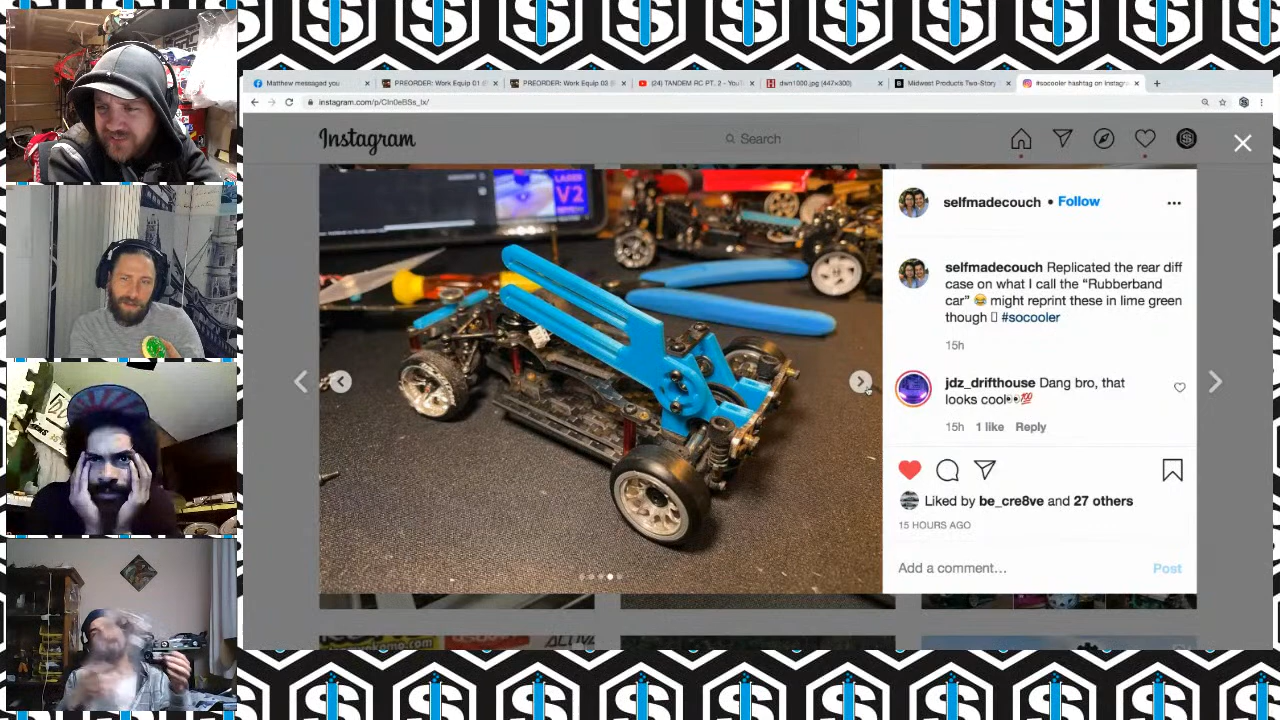 Matthew messaged you
PREORDER: Work Equip 01
PREORDER: Work Equip 03
(24) TANDEM RC PT. 2 - YouT
dwn1000.jpg (447×300)
Midwest Products Two-Story
#socooler hashtag on Instagr
instagram.com/p/CIn0eBSs_lx/
Instagram
Search
LASER
V2
selfmadecouch • Follow
selfmadecouch Replicated the rear diff
case on what I call the “Rubberband
car” 😂 might reprint these in lime green
though #socooler
15h
jdz_drifthouse Dang bro, that
looks cool👀💯
15h 1 like Reply
Liked by be_cre8ve and 27 others
15 HOURS AGO
Add a comment… Post